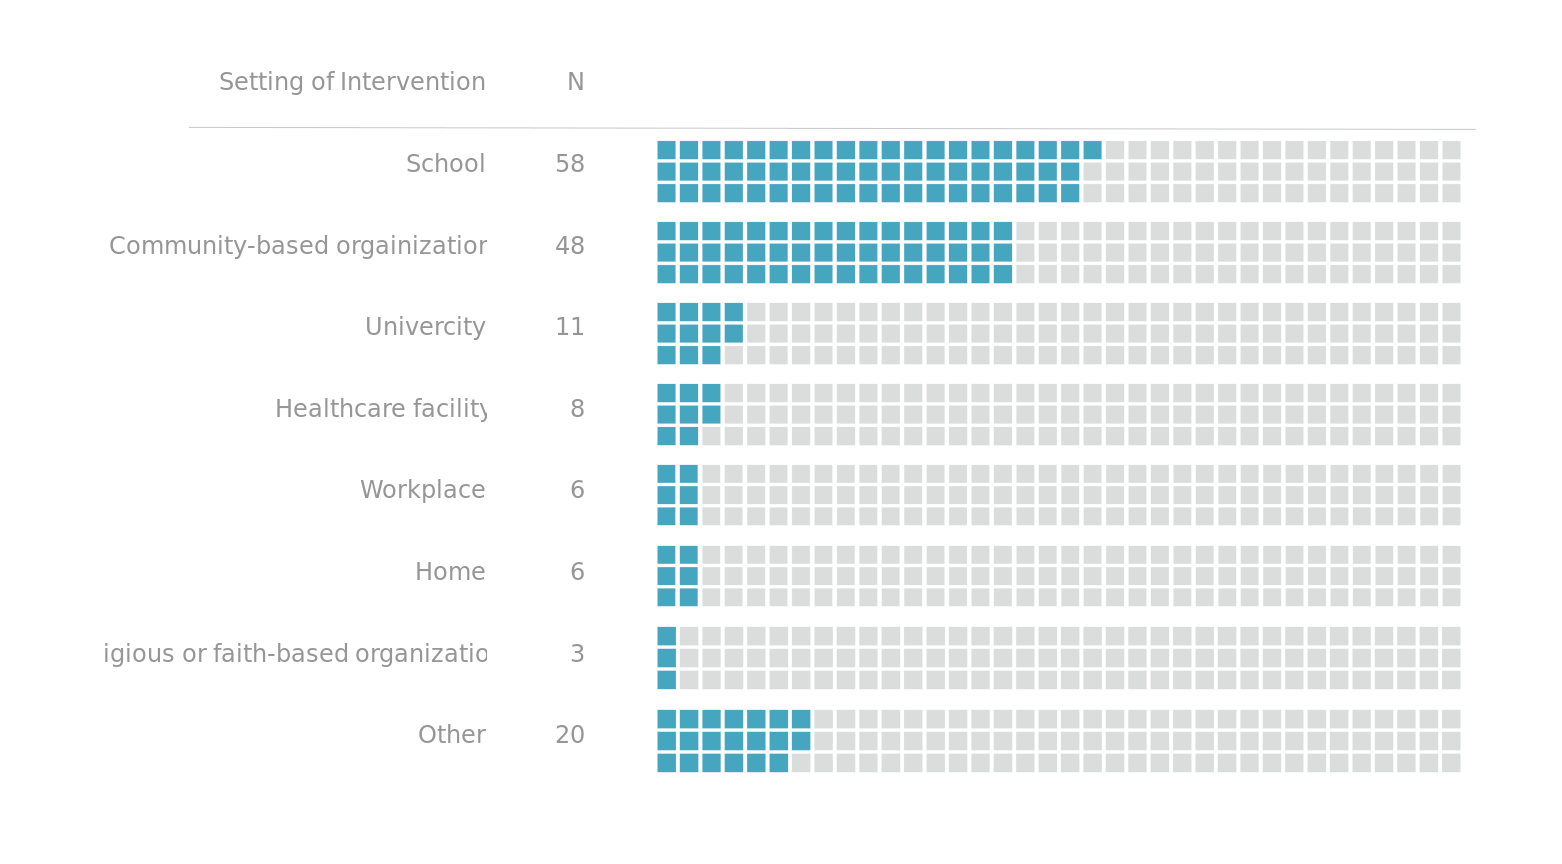 Setting of Intervention N
School 58
Community-based orgainization 48
Univercity 11
Healthcare facility 8
Workplace 6
Home 6
igious or faith-based organizatio 3
Other 20